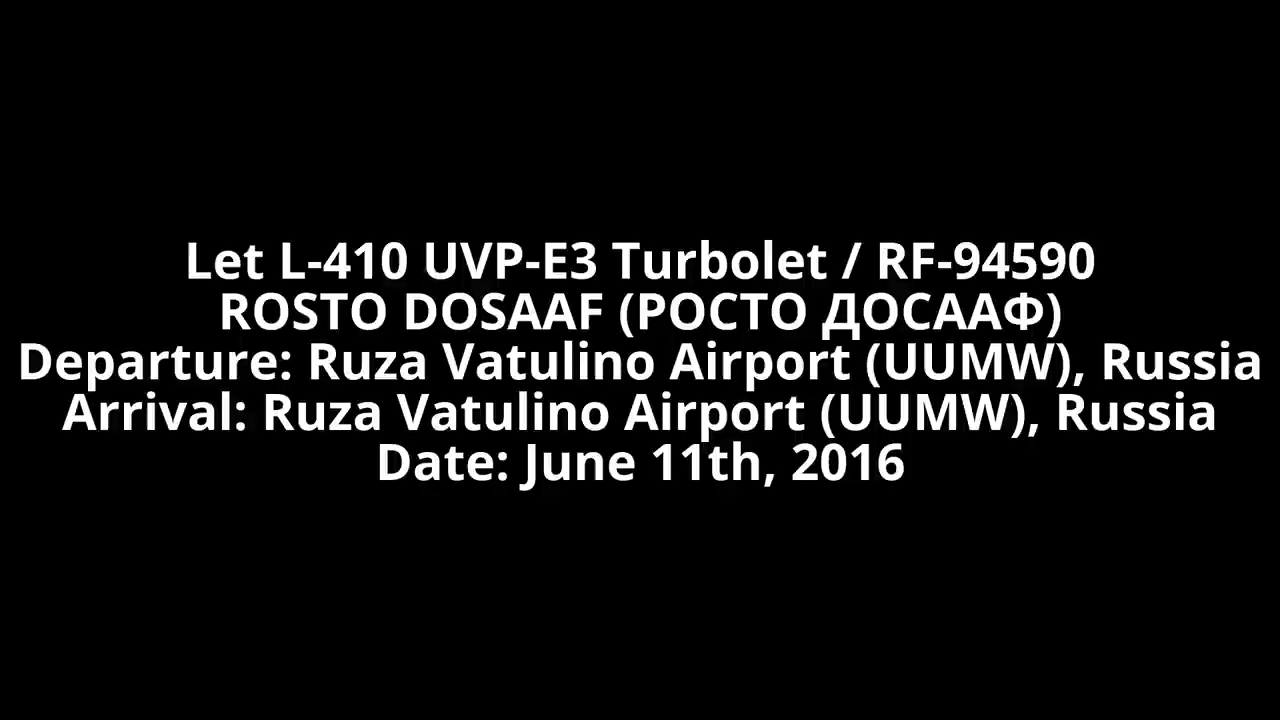 Let L-410 UVP-E3 Turbolet / RF-94590
ROSTO DOSAAF (РОСТО ДОСААФ)
Departure: Ruza Vatulino Airport (UUMW), Russia
Arrival: Ruza Vatulino Airport (UUMW), Russia
Date: June 11th, 2016